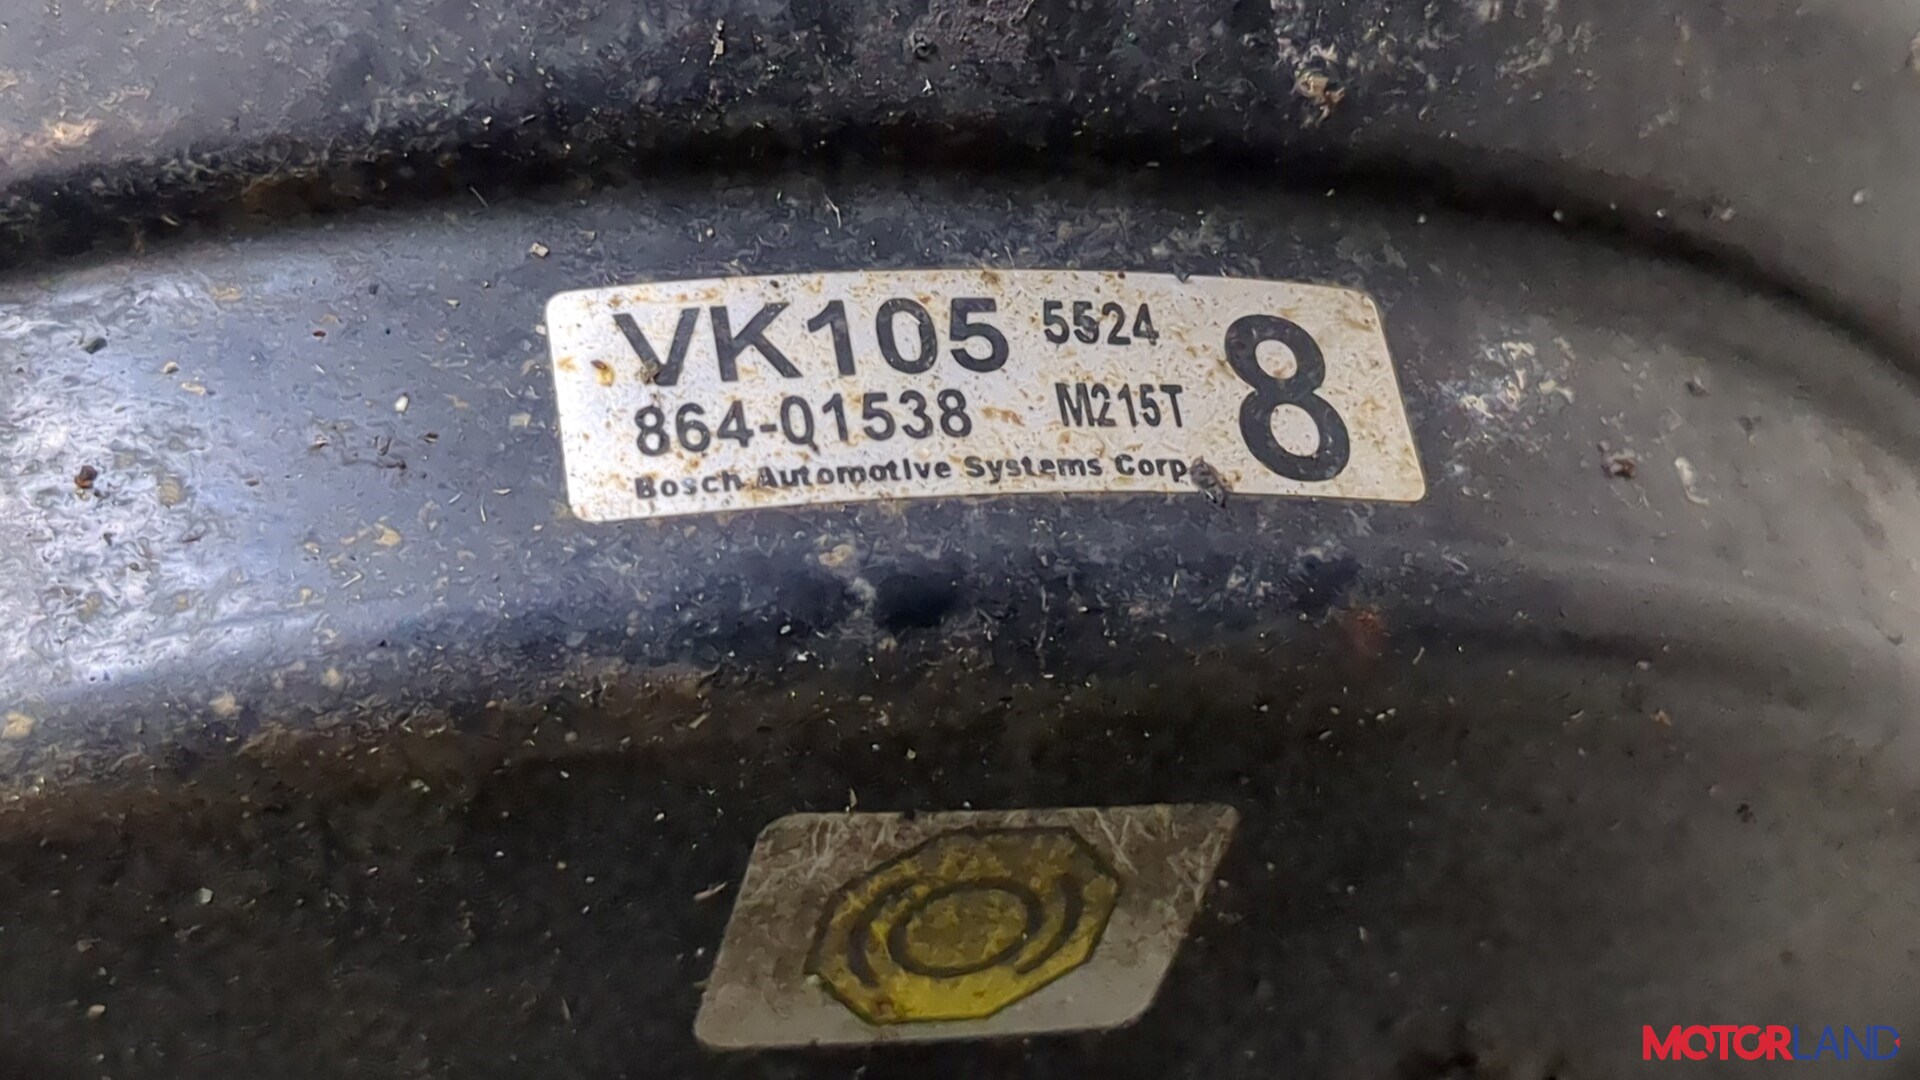 VK105 5524 8
864-01538 M215T
Bosch Automotive Systems Corp.
MOTORLAND